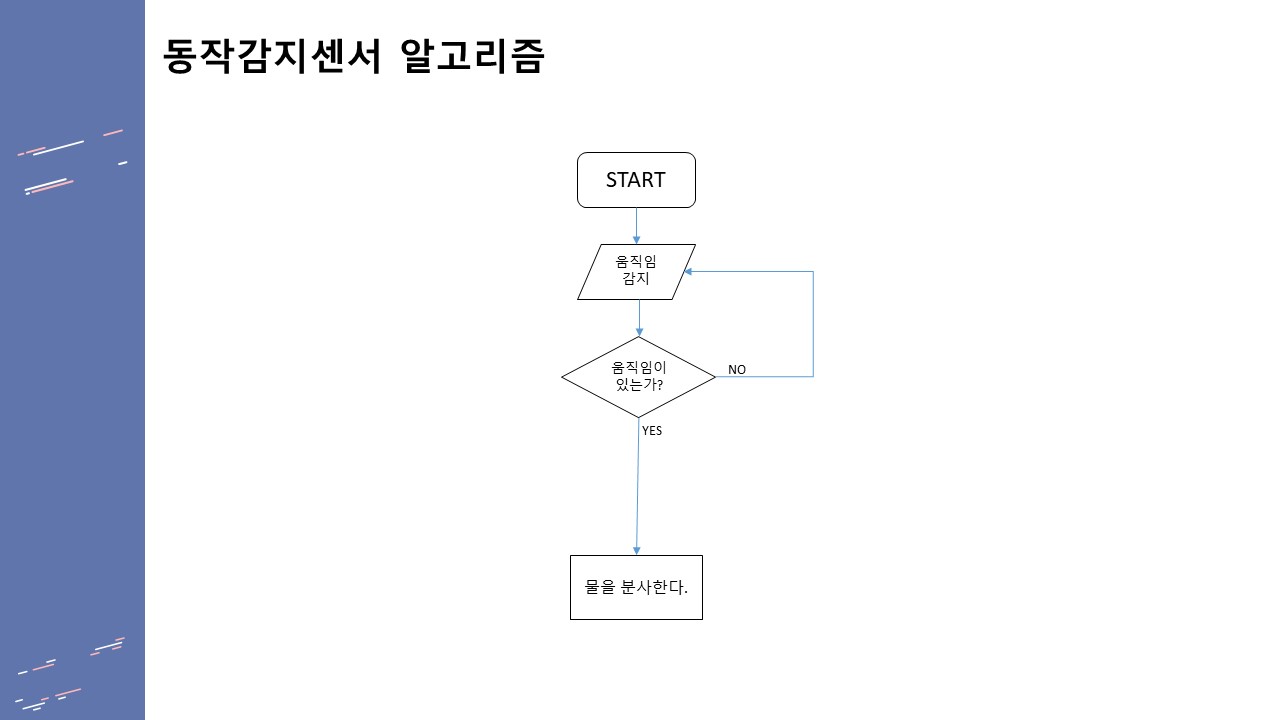 동작감지센서 알고리즘
START
움직임
감지
움직임이
있는가?
NO
YES
물을 분사한다.